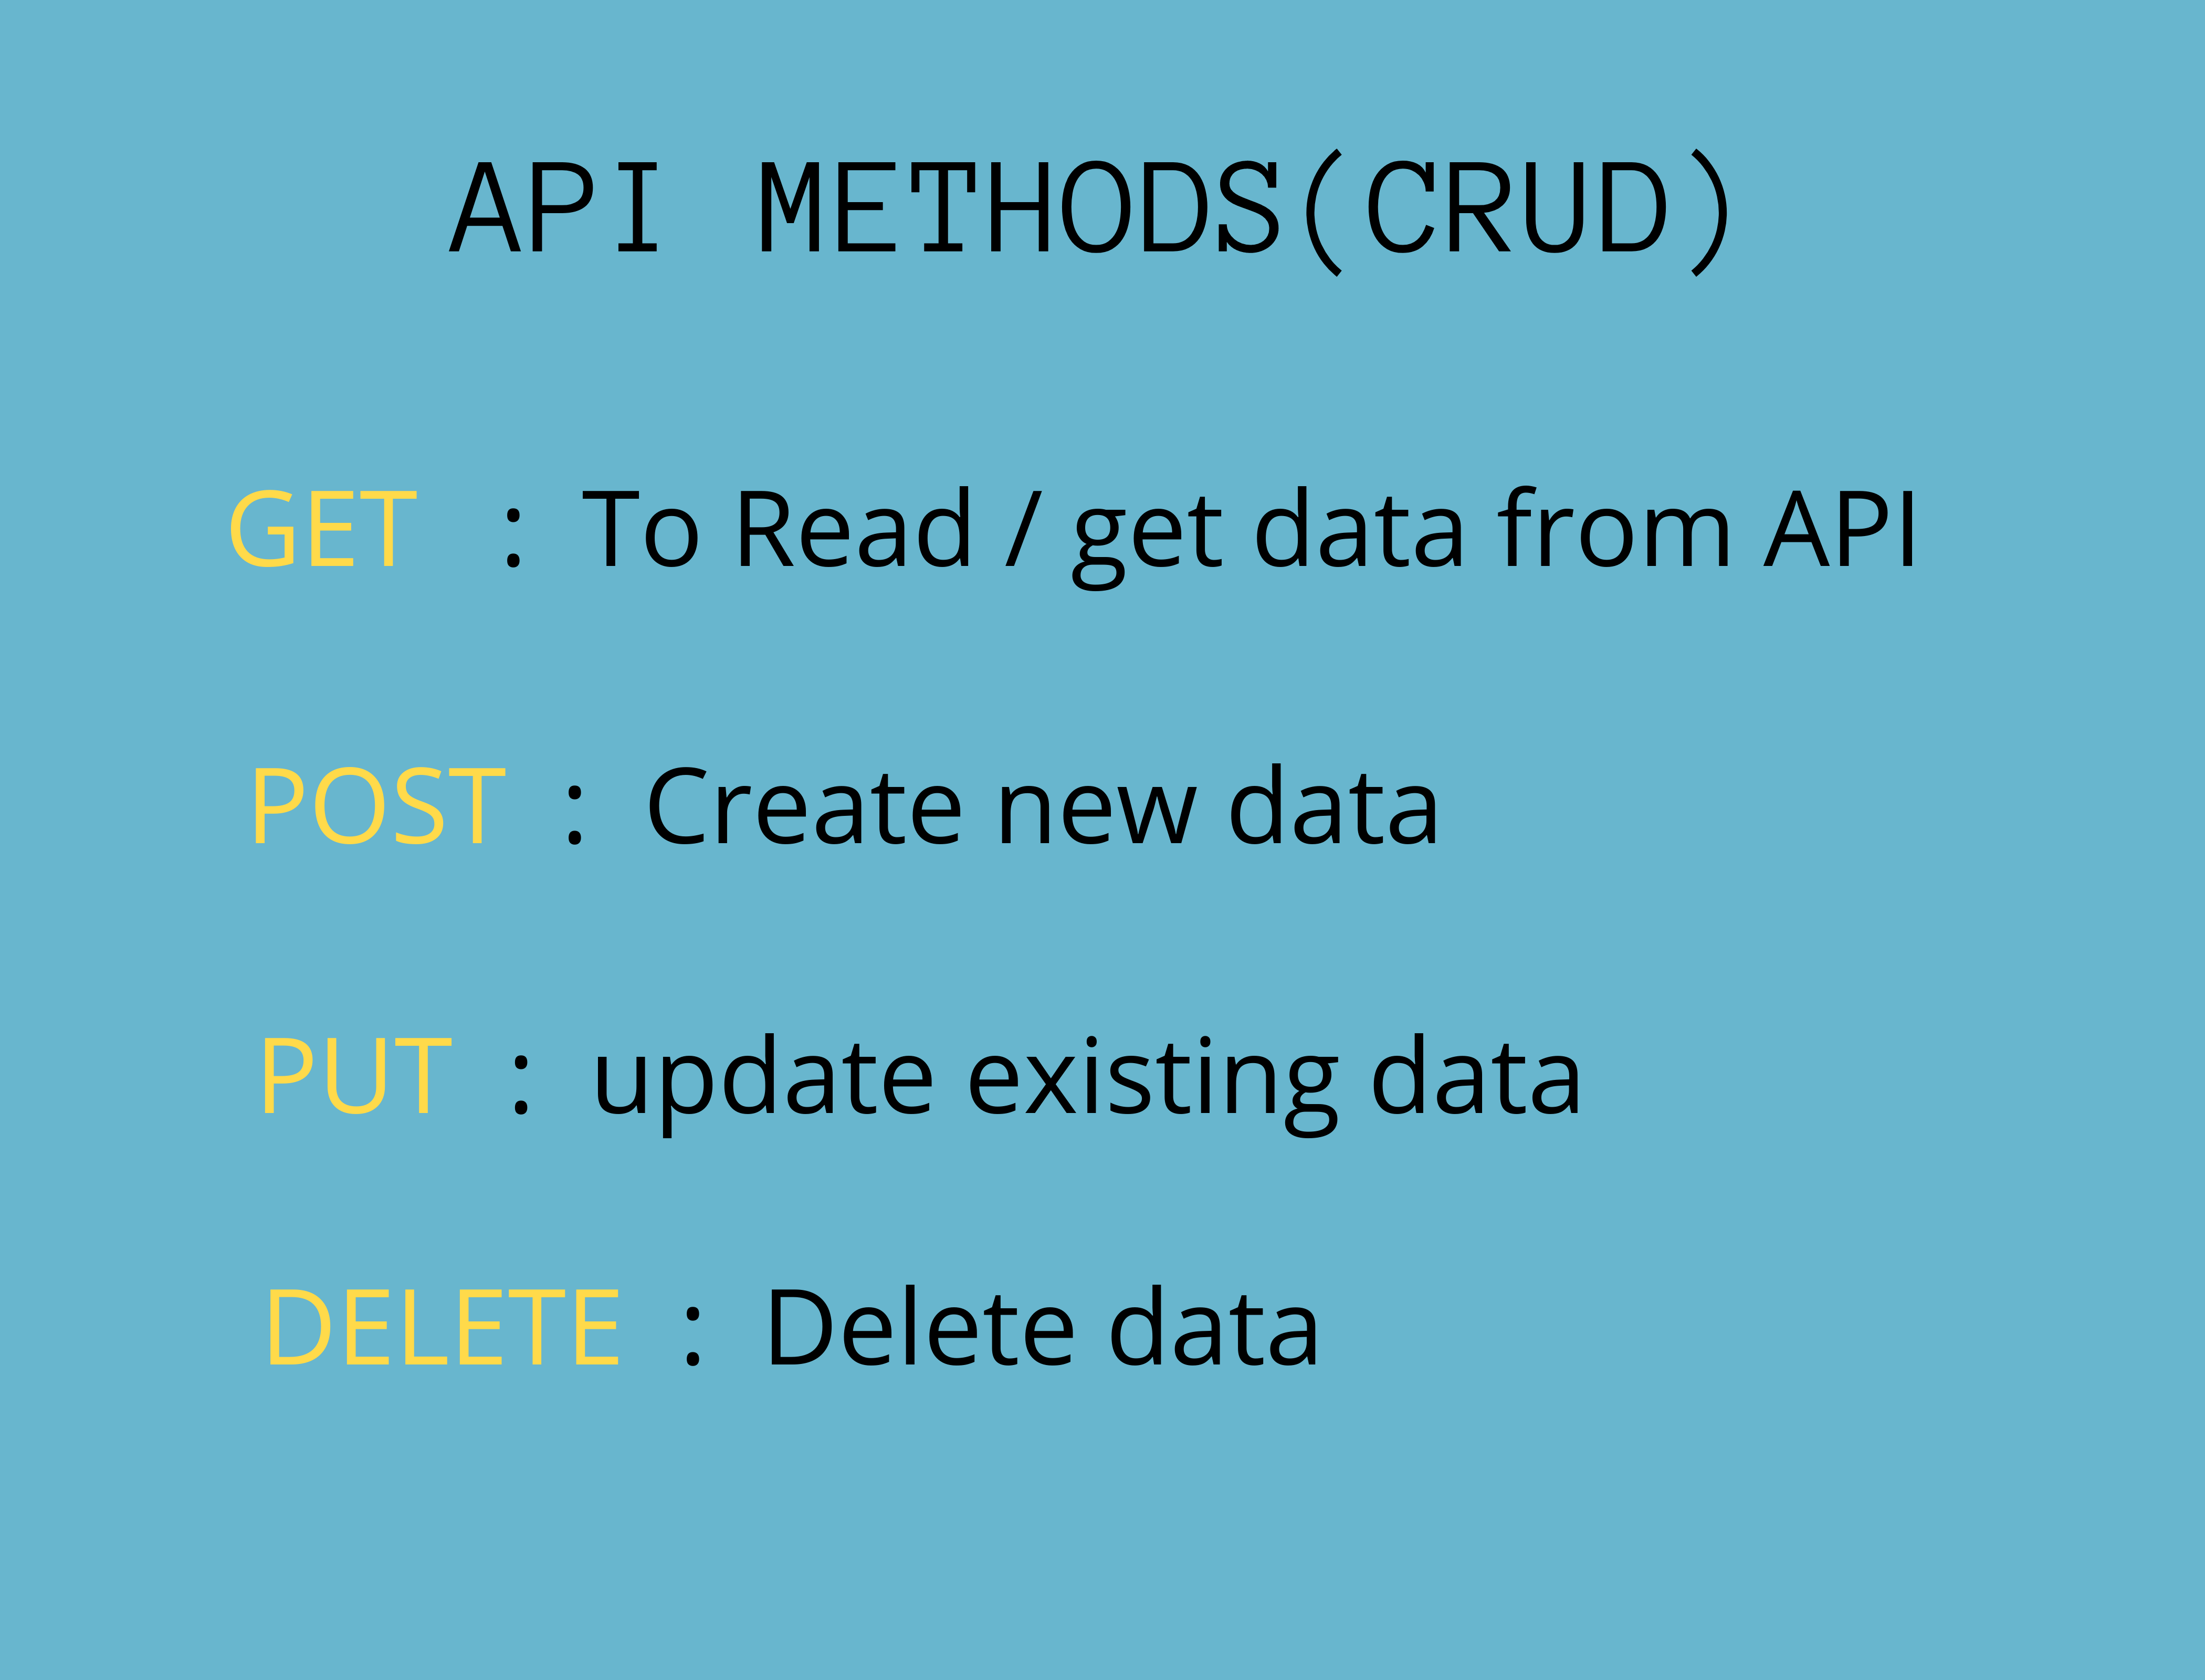 API METHODS(CRUD)
GET : To Read / get data from API
POST : Create new data
PUT : update existing data
DELETE : Delete data